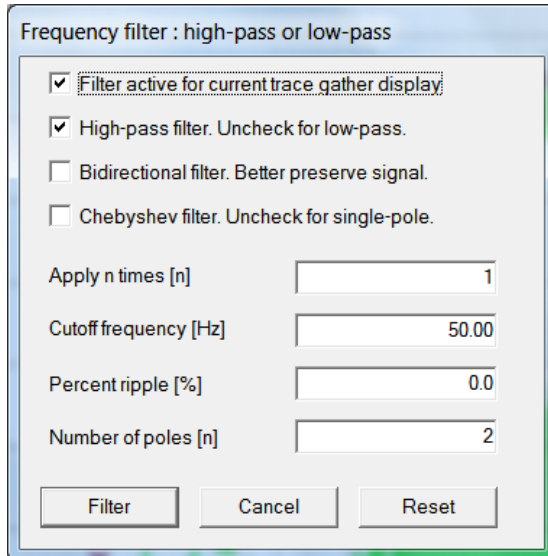 Frequency filter : high-pass or low-pass
Filter active for current trace gather display
High-pass filter. Uncheck for low-pass.
Bidirectional filter. Better preserve signal.
Chebyshev filter. Uncheck for single-pole.
Apply n times [n] 1
Cutoff frequency [Hz] 50.00
Percent ripple [%] 0.0
Number of poles [n] 2
Filter Cancel Reset